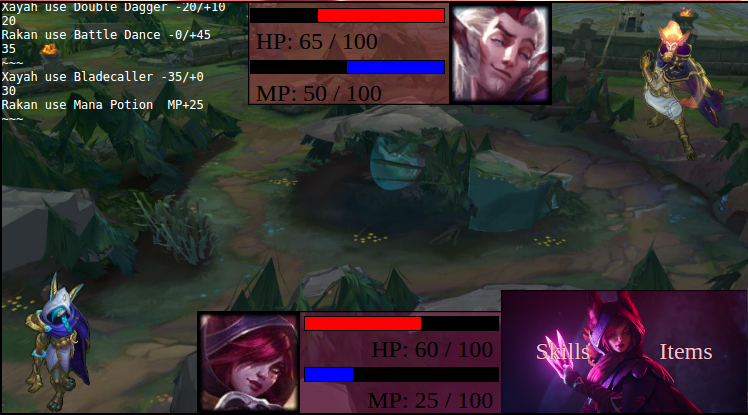 Xayah use Double Dagger -20/+10
20
Rakan use Battle Dance -0/+45
35
~~~
Xayah use Bladecaller -35/+0
30
Rakan use Mana Potion  MP+25
~~~
HP: 65 / 100
MP: 50 / 100
HP: 60 / 100
MP: 25 / 100
Skills Items